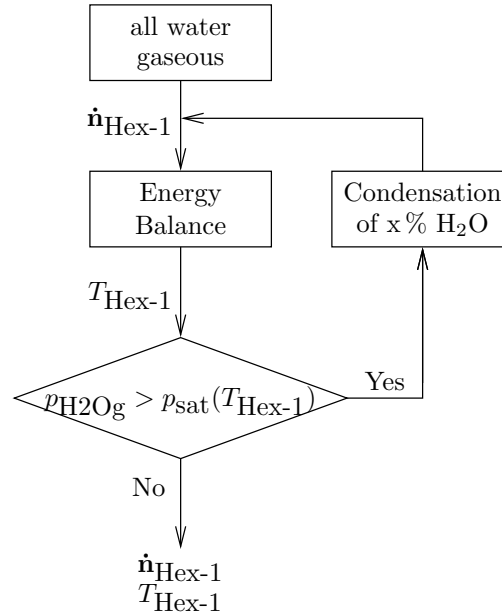 all water
gaseous
ṅHex-1
Energy
Balance
Condensation
of x % H₂O
THex-1
pH2Og > psat(THex-1)
Yes
No
ṅHex-1
THex-1